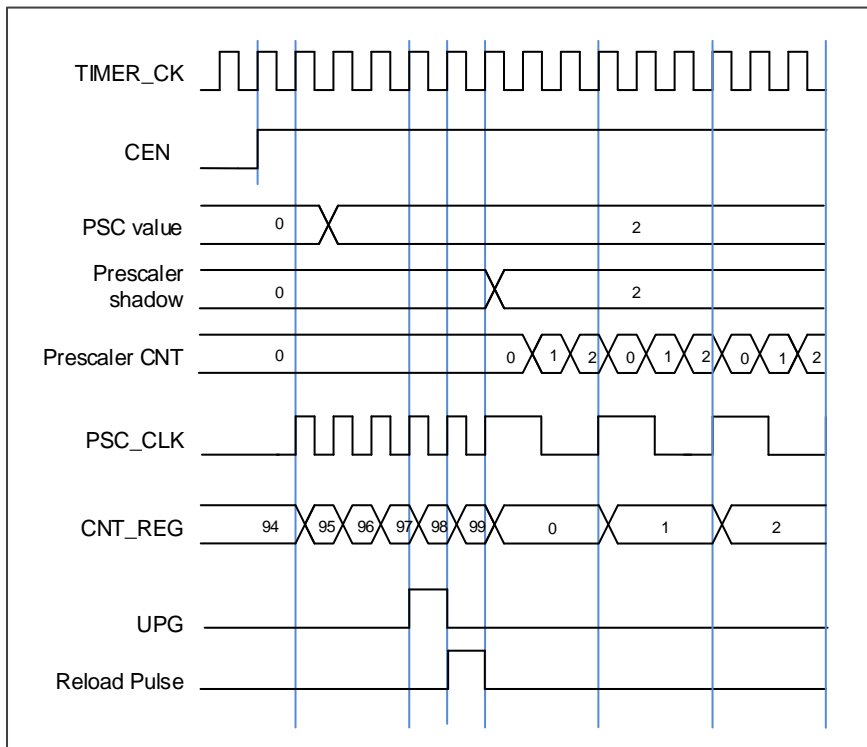 TIMER_CK
CEN
PSC value 0 2
Prescaler
shadow 0 2
Prescaler CNT 0 0 1 2 0 1 2 0 1 2
PSC_CLK
CNT_REG 94 95 96 97 98 99 0 1 2
UPG
Reload Pulse